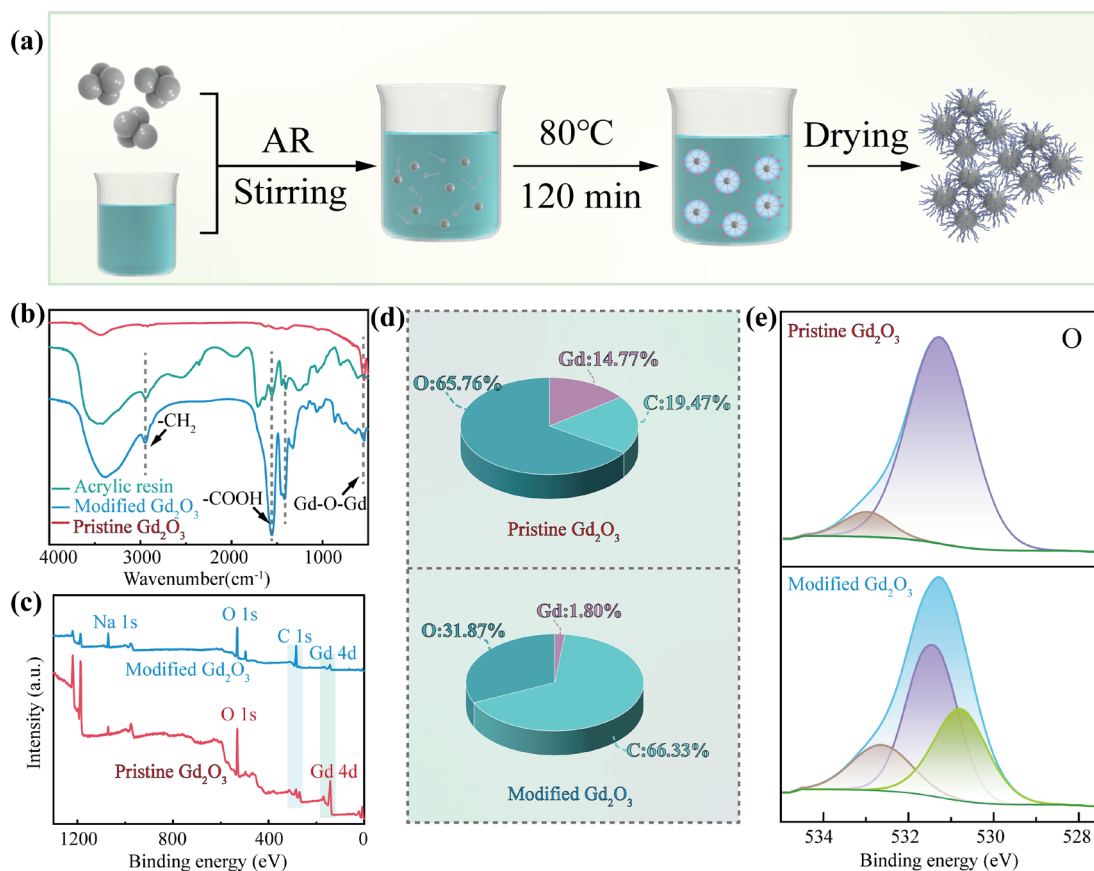 (a)
AR
Stirring
80℃
120 min
Drying
(b)
-CH₂
-COOH
Gd-O-Gd
Acrylic resin
Modified Gd₂O₃
Pristine Gd₂O₃
4000 3000 2000 1000
Wavenumber(cm⁻¹)
(c)
Na 1s
O 1s
C 1s
Gd 4d
Modified Gd₂O₃
O 1s
Gd 4d
Pristine Gd₂O₃
Intensity (a.u.)
1200 800 400 0
Binding energy (eV)
(d)
Gd:14.77%
O:65.76%
C:19.47%
Pristine Gd₂O₃
Gd:1.80%
O:31.87%
C:66.33%
Modified Gd₂O₃
(e)
Pristine Gd₂O₃
O
Modified Gd₂O₃
534 532 530 528
Binding energy (eV)